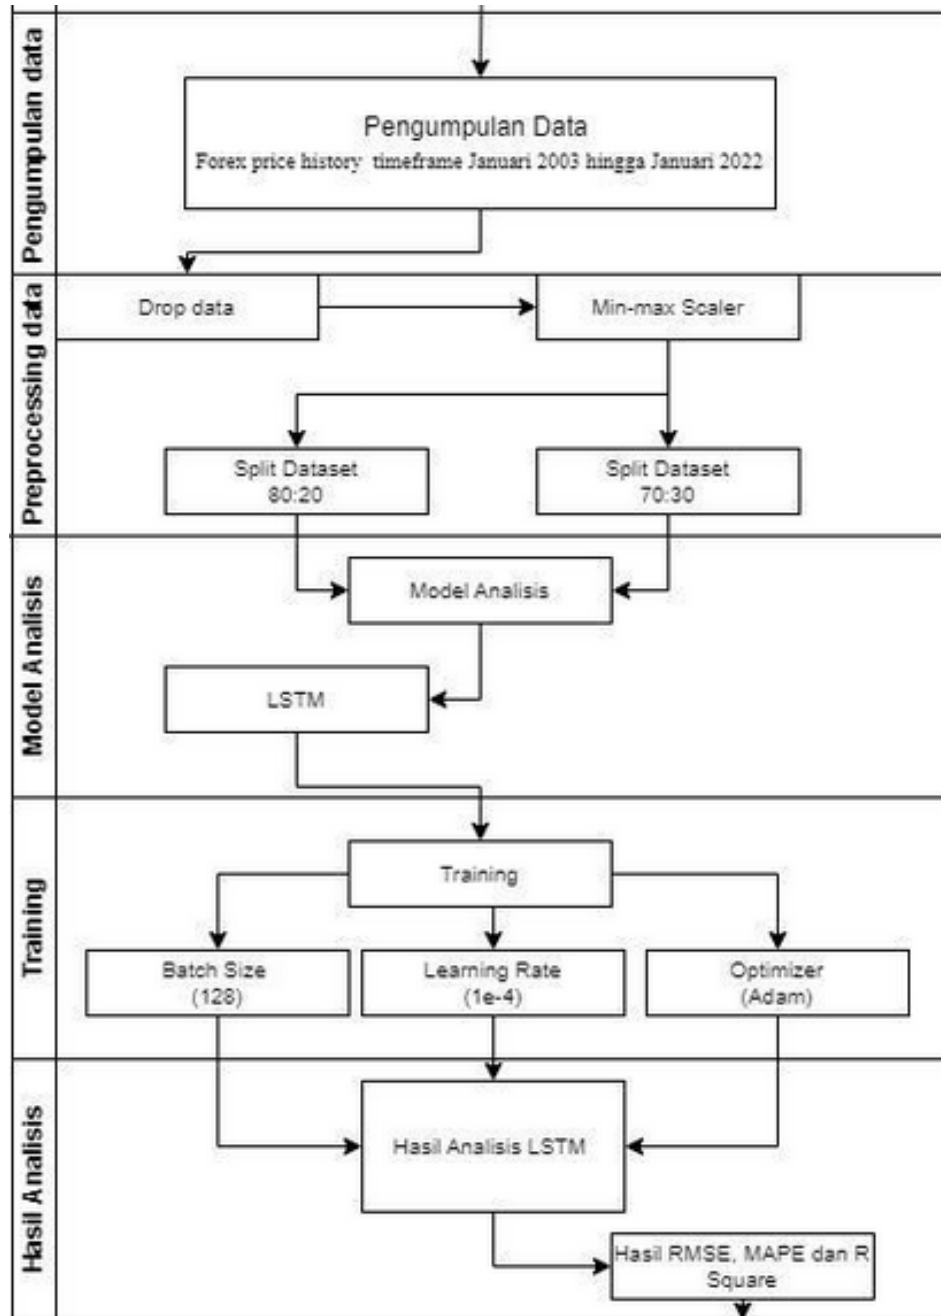 Pengumpulan data
Pengumpulan Data
Forex price history timeframe Januari 2003 hingga Januari 2022
Preprocessing data
Drop data
Min-max Scaler
Split Dataset
80:20
Split Dataset
70:30
Model Analisis
Model Analisis
LSTM
Training
Training
Batch Size
(128)
Learning Rate
(1e-4)
Optimizer
(Adam)
Hasil Analisis
Hasil Analisis LSTM
Hasil RMSE, MAPE dan R
Square